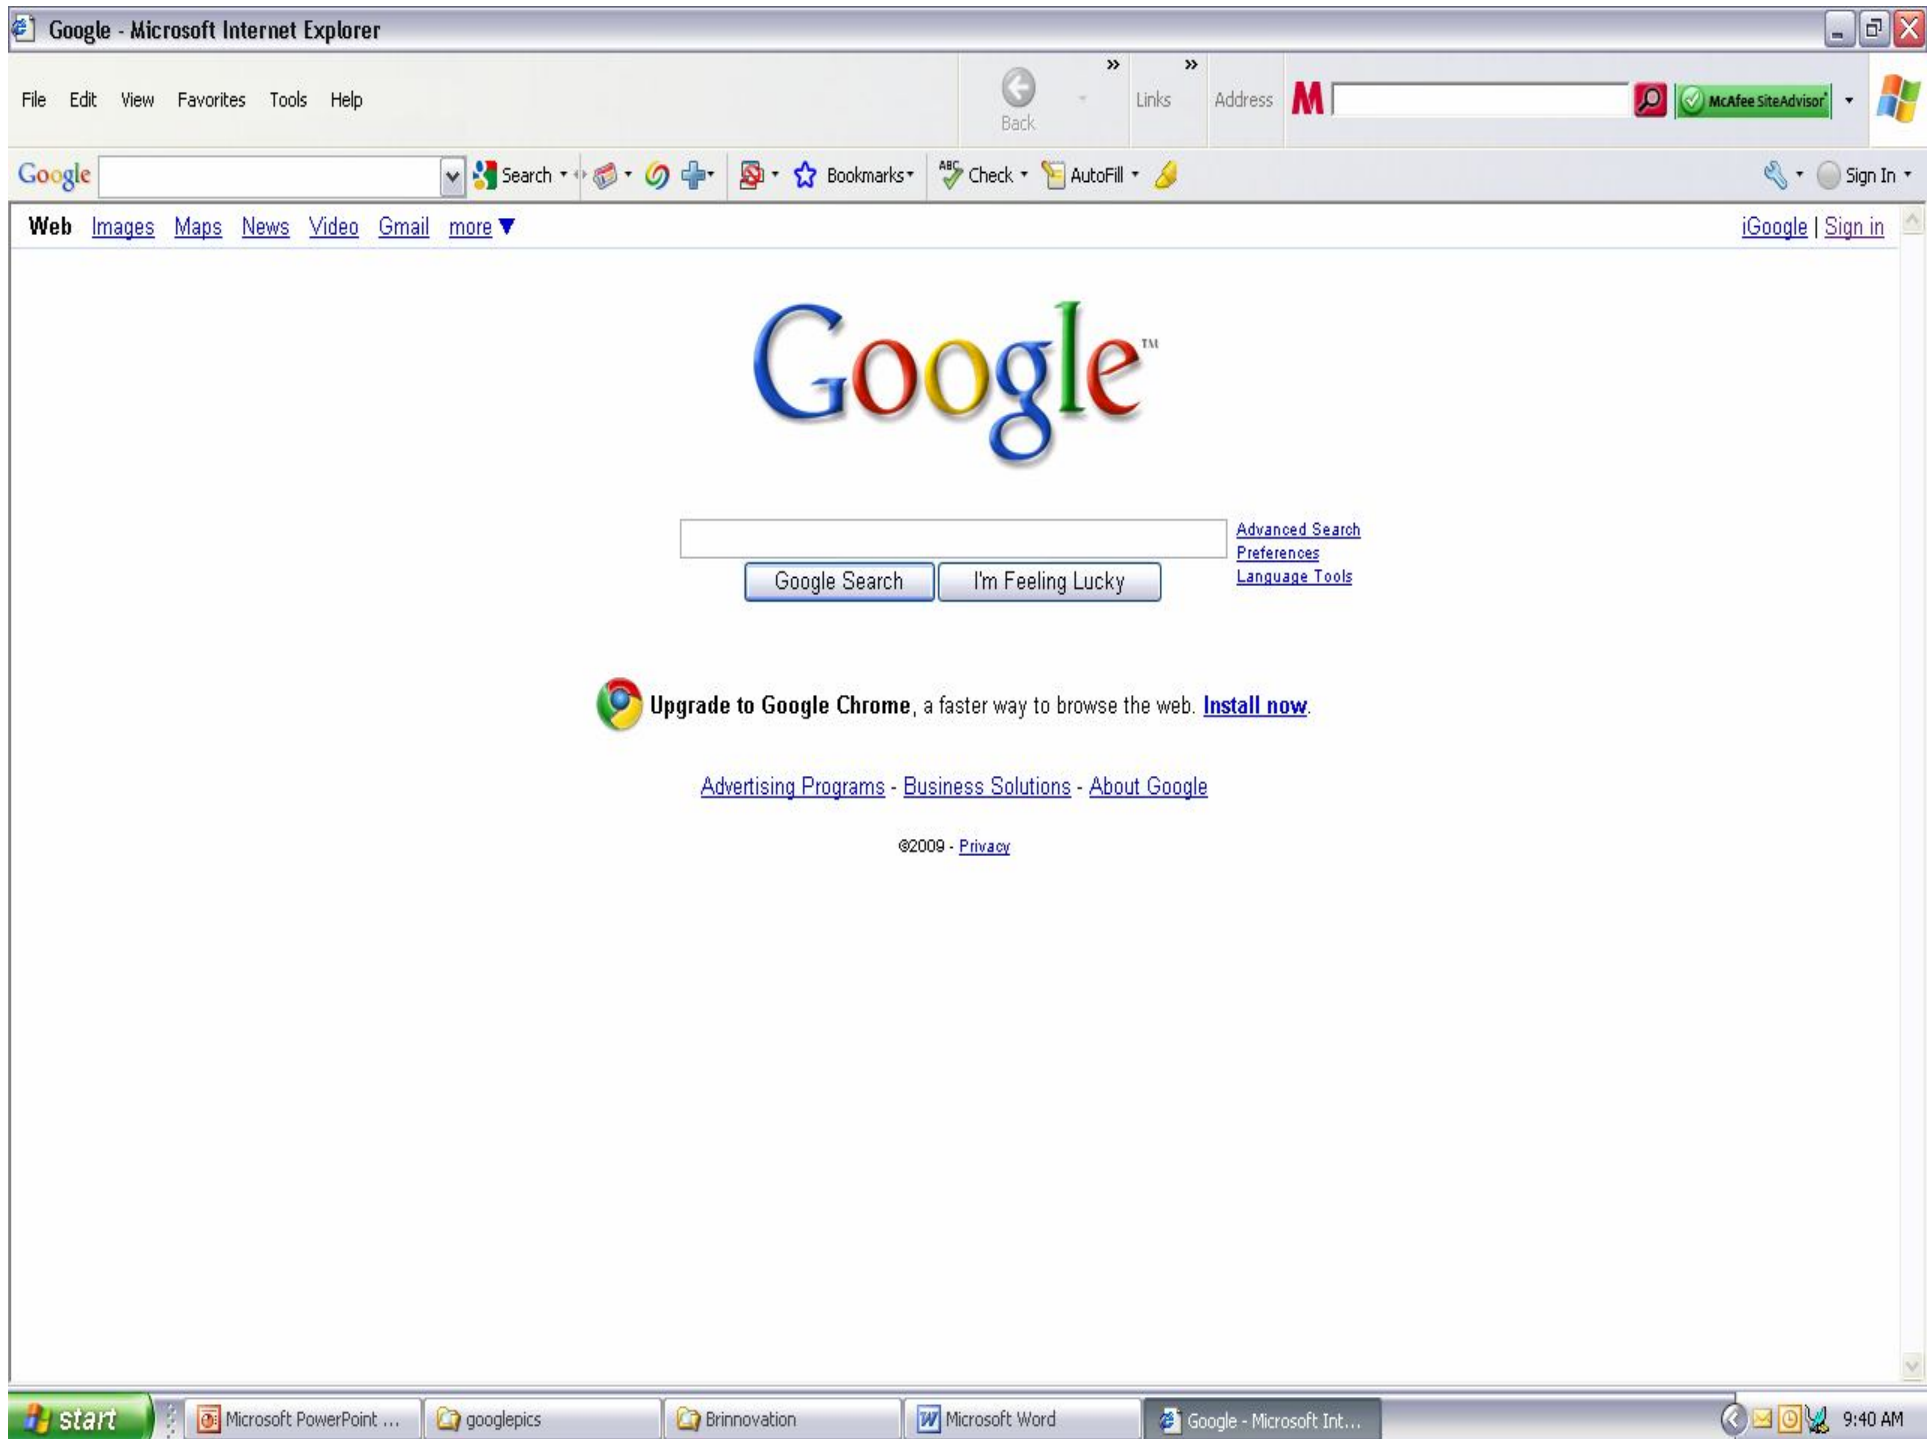 Google - Microsoft Internet Explorer
File Edit View Favorites Tools Help Back » Links » Address M McAfee SiteAdvisor
Google Search Bookmarks ABC Check AutoFill Sign In
Web Images Maps News Video Gmail more iGoogle | Sign in
Google TM
Advanced Search
Preferences
Google Search I'm Feeling Lucky Language Tools
Upgrade to Google Chrome, a faster way to browse the web. Install now.
Advertising Programs - Business Solutions - About Google
©2009 - Privacy
start Microsoft PowerPoint ... googlepics Brinnovation Microsoft Word Google - Microsoft Int... 9:40 AM